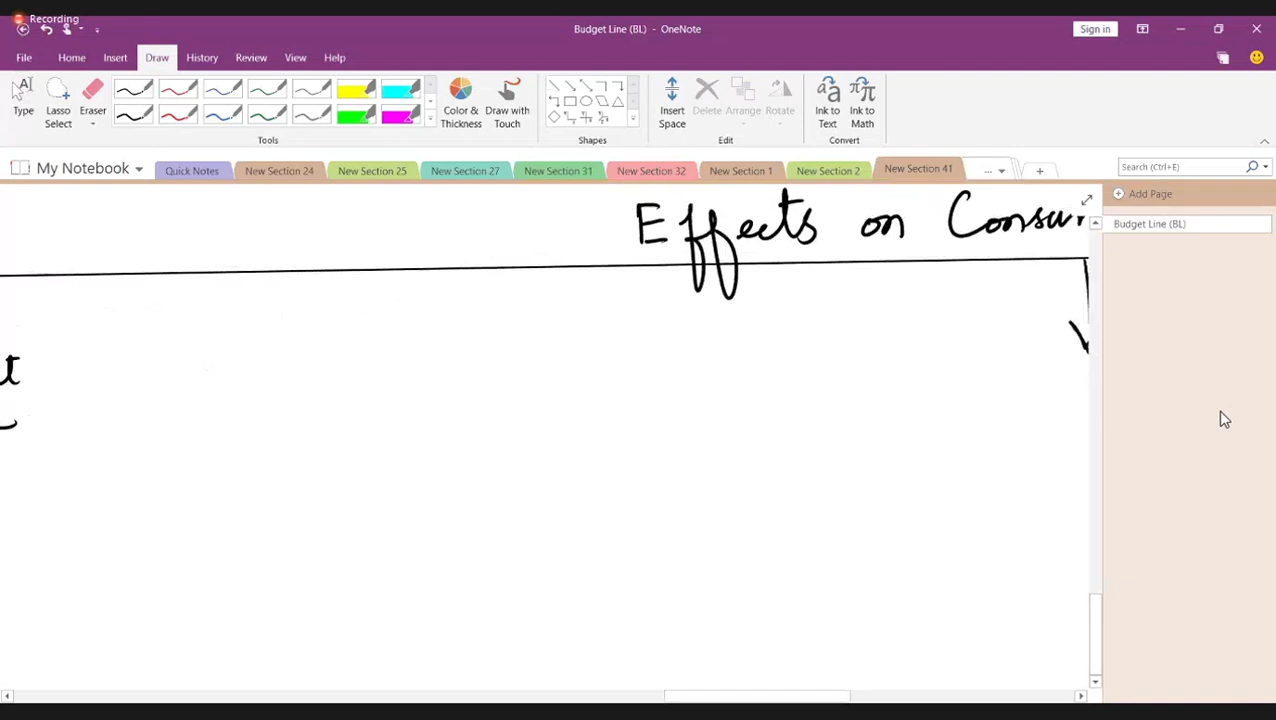 Recording
Budget Line (BL) - OneNote
Sign in
File Home Insert Draw History Review View Help
Type
Lasso Select
Eraser
Color & Thickness
Draw with Touch
Insert Space
Delete
Arrange
Rotate
Ink to Text
Ink to Math
Tools
Shapes
Edit
Convert
My Notebook
Quick Notes
New Section 24
New Section 25
New Section 27
New Section 31
New Section 32
New Section 1
New Section 2
New Section 41
...
Search (Ctrl+E)
Add Page
Budget Line (BL)
Effects on Consu
t